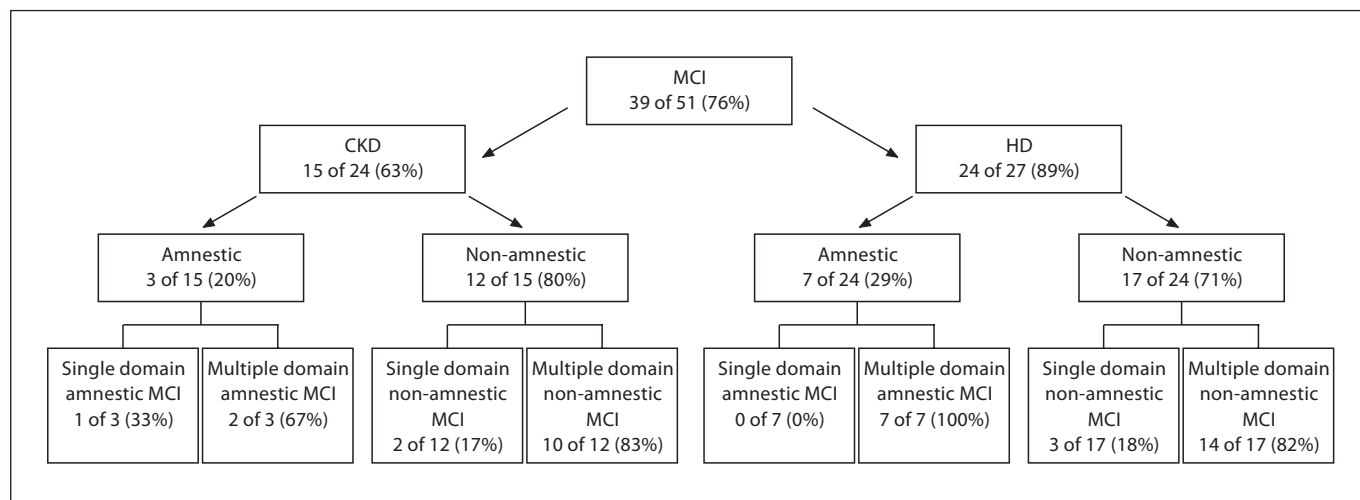 MCI
39 of 51 (76%)
CKD
15 of 24 (63%)
HD
24 of 27 (89%)
Amnestic
3 of 15 (20%)
Non-amnestic
12 of 15 (80%)
Amnestic
7 of 24 (29%)
Non-amnestic
17 of 24 (71%)
Single domain
amnestic MCI
1 of 3 (33%)
Multiple domain
amnestic MCI
2 of 3 (67%)
Single domain
non-amnestic
MCI
2 of 12 (17%)
Multiple domain
non-amnestic
MCI
10 of 12 (83%)
Single domain
amnestic MCI
0 of 7 (0%)
Multiple domain
amnestic MCI
7 of 7 (100%)
Single domain
non-amnestic
MCI
3 of 17 (18%)
Multiple domain
non-amnestic
MCI
14 of 17 (82%)